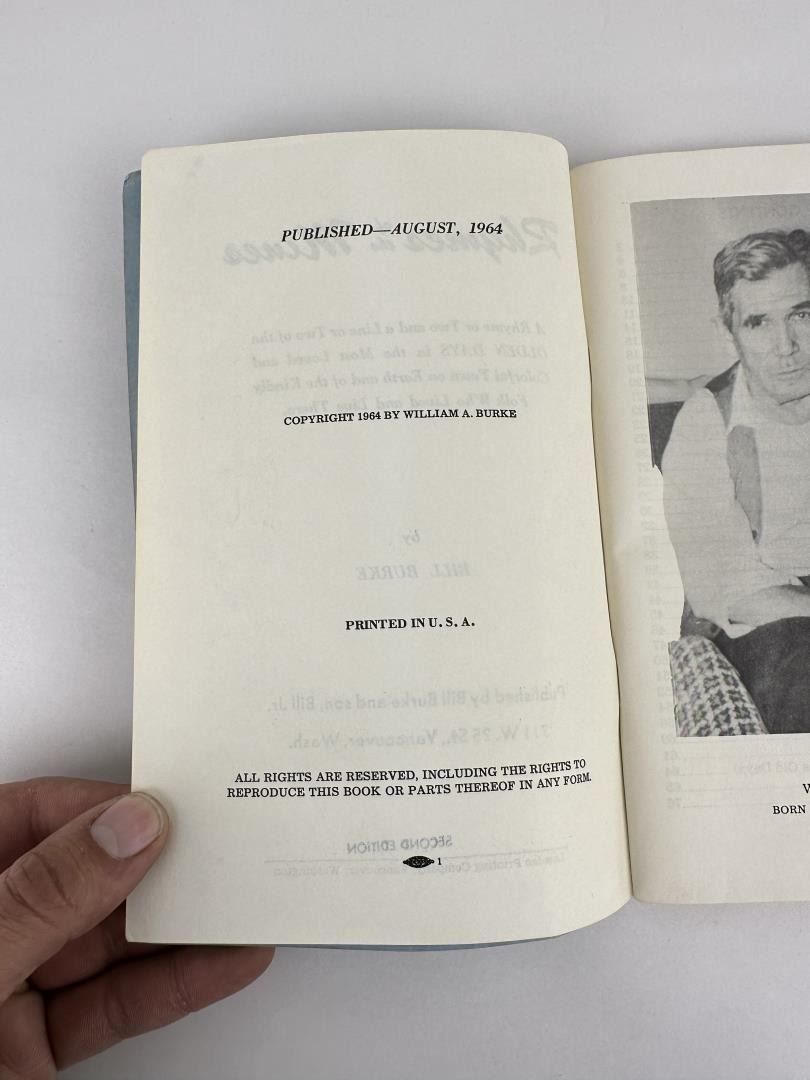 PUBLISHED—AUGUST, 1964
COPYRIGHT 1964 BY WILLIAM A. BURKE
PRINTED IN U. S. A.
ALL RIGHTS ARE RESERVED, INCLUDING THE RIGHTS TO
REPRODUCE THIS BOOK OR PARTS THEREOF IN ANY FORM.
1
W
BORN